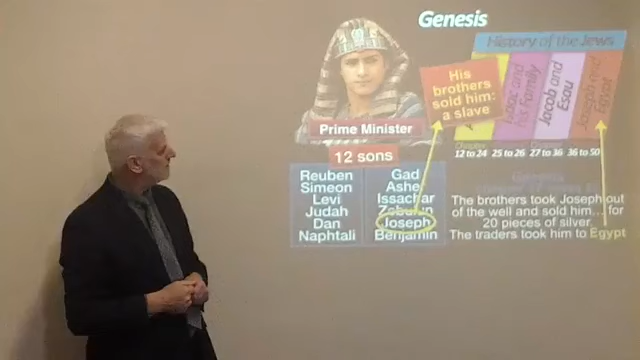 Genesis
History of the Jews
His
brothers
sold him:
a slave
Isaac and
his Family
Jacob and
Esau
Joseph and
Egypt
Prime Minister
12 to 24
25 to 26
27 to 36
36 to 50
12 sons
Reuben
Simeon
Levi
Judah
Dan
Naphtali
Gad
Asher
Issachar
Zebulun
Joseph
Benjamin
Genesis
The brothers took Joseph out
of the well and sold him... for
20 pieces of silver.
The traders took him to Egypt